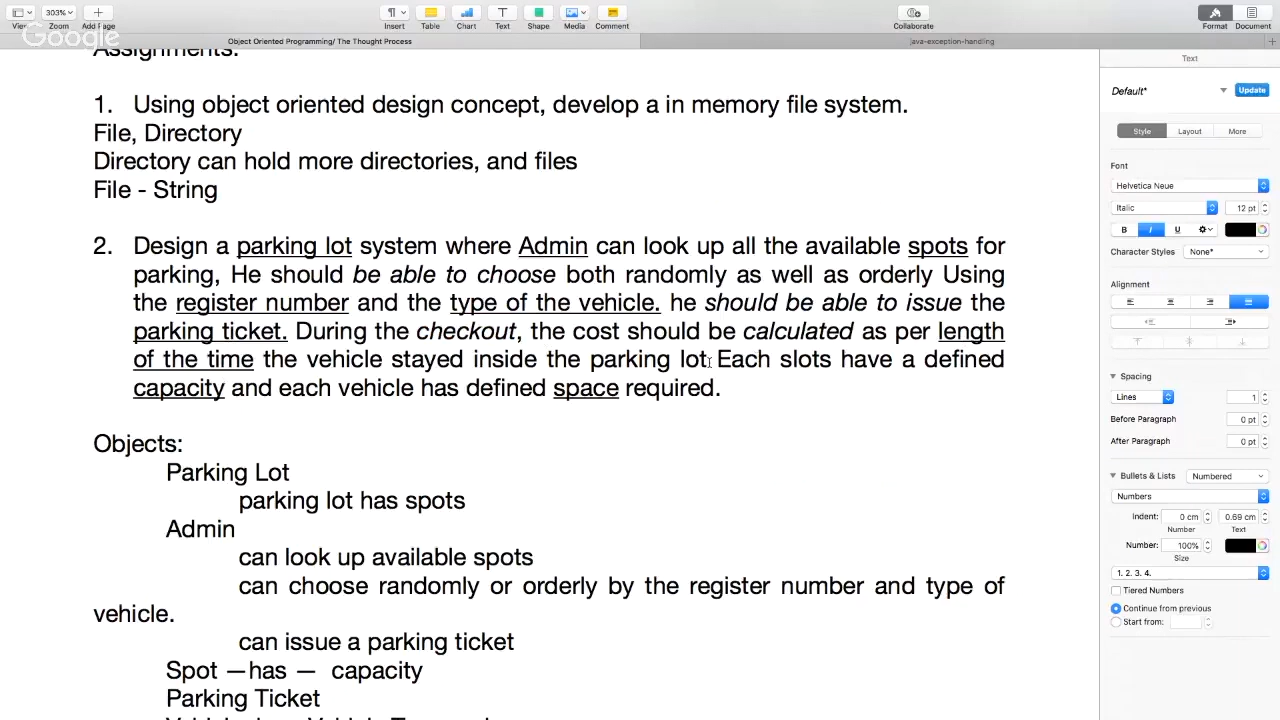 303%
View
Zoom
Add Page
Insert
Table
Chart
Text
Shape
Media
Comment
Collaborate
Format
Document
Google
Object Oriented Programming/ The Thought Process
java-exception-handling
Assignments:
1. Using object oriented design concept, develop a in memory file system.
File, Directory
Directory can hold more directories, and files
File - String
2. Design a parking lot system where Admin can look up all the available spots for
parking, He should be able to choose both randomly as well as orderly Using
the register number and the type of the vehicle. he should be able to issue the
parking ticket. During the checkout, the cost should be calculated as per length
of the time the vehicle stayed inside the parking lot. Each slots have a defined
capacity and each vehicle has defined space required.
Objects:
Parking Lot
parking lot has spots
Admin
can look up available spots
can choose randomly or orderly by the register number and type of
vehicle.
can issue a parking ticket
Spot —has — capacity
Parking Ticket
Text
Default*
Update
Style
Layout
More
Font
Helvetica Neue
Italic
12 pt
B
I
U
Character Styles
None*
Alignment
Spacing
Lines
1
Before Paragraph
0 pt
After Paragraph
0 pt
Bullets & Lists
Numbered
Numbers
Indent:
0 cm
0.69 cm
Number
Text
Number:
100%
Size
1. 2. 3. 4.
Tiered Numbers
Continue from previous
Start from: